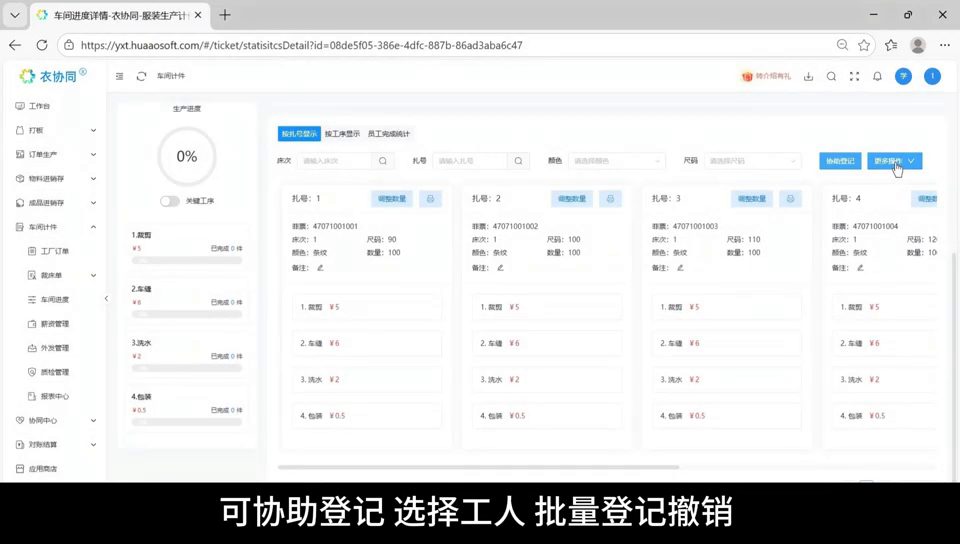 车间进度详情-衣协同-服装生产计
https://yxt.huaaosoft.com/#/ticket/statisitcsDetail?id=08de5f05-386e-4dfc-887b-86ad3aba6c47
衣协同®
车间计件
转介绍有礼
学
1
工作台
打板
订单生产
物料进销存
成品进销存
车间计件
工厂订单
裁床单
车间进度
薪资管理
外发管理
质检管理
报表中心
协同中心
对账结算
应用商店
生产进度
0%
关键工序
1.裁剪
¥5 已完成 0 件
2.车缝
¥6 已完成 0 件
3.洗水
¥2 已完成 0 件
4.包装
¥0.5 已完成 0 件
按扎号显示 按工序显示 员工完成统计
床次 请输入床次 扎号 请输入扎号 颜色 请选择颜色 尺码 请选择尺码 协助登记 更多操作
扎号：1 调整数量
菲票：47071001001
床次：1 尺码：90
颜色：条纹 数量：100
备注：
1. 裁剪 ¥5
2. 车缝 ¥6
3. 洗水 ¥2
4. 包装 ¥0.5
扎号：2 调整数量
菲票：47071001002
床次：1 尺码：100
颜色：条纹 数量：100
备注：
1. 裁剪 ¥5
2. 车缝 ¥6
3. 洗水 ¥2
4. 包装 ¥0.5
扎号：3 调整数量
菲票：47071001003
床次：1 尺码：110
颜色：条纹 数量：100
备注：
1. 裁剪 ¥5
2. 车缝 ¥6
3. 洗水 ¥2
4. 包装 ¥0.5
扎号：4 调整数
菲票：47071001004
床次：1 尺码：12
颜色：条纹 数量：10
备注：
1. 裁剪 ¥5
2. 车缝 ¥6
3. 洗水 ¥2
4. 包装 ¥0.5
可协助登记 选择工人 批量登记撤销